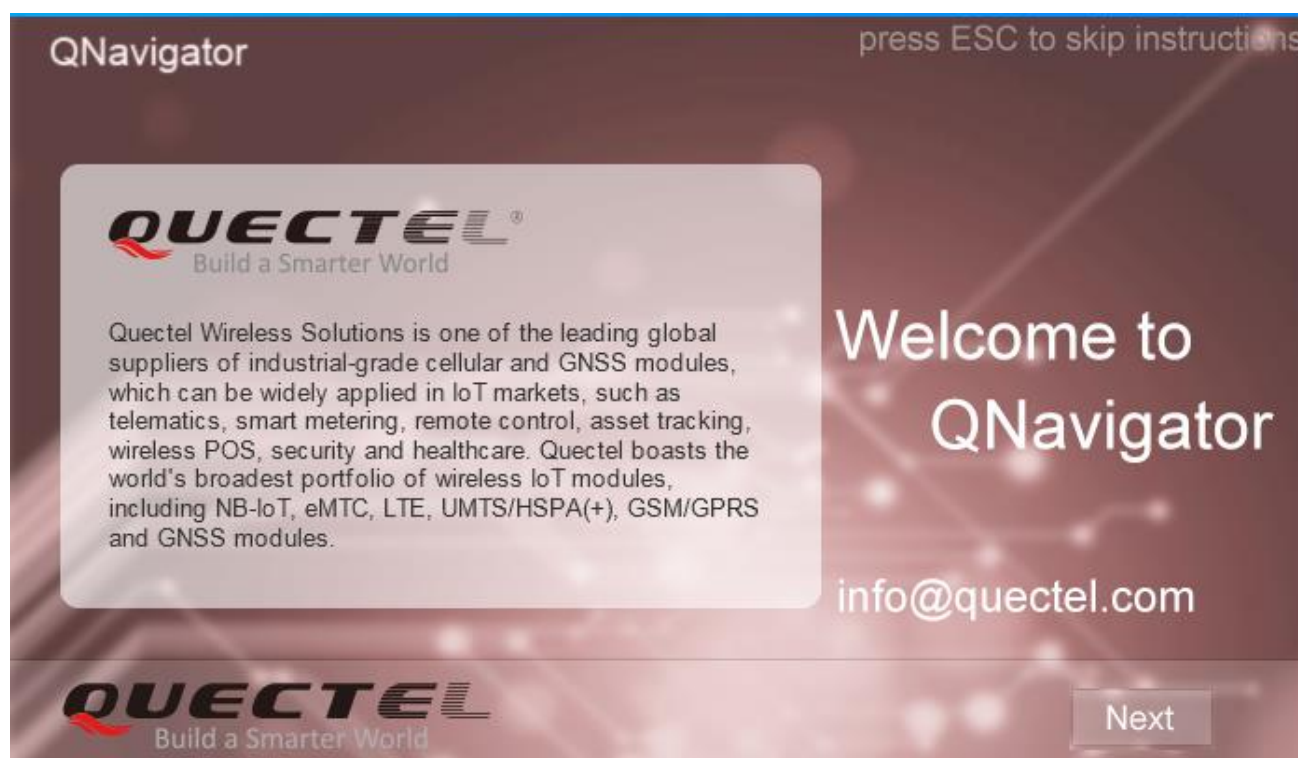 QNavigator
press ESC to skip instructions
QUECTEL®
Build a Smarter World
Quectel Wireless Solutions is one of the leading global
suppliers of industrial-grade cellular and GNSS modules,
which can be widely applied in IoT markets, such as
telematics, smart metering, remote control, asset tracking,
wireless POS, security and healthcare. Quectel boasts the
world's broadest portfolio of wireless IoT modules,
including NB-IoT, eMTC, LTE, UMTS/HSPA(+), GSM/GPRS
and GNSS modules.
Welcome to
QNavigator
info@quectel.com
QUECTEL
Build a Smarter World
Next